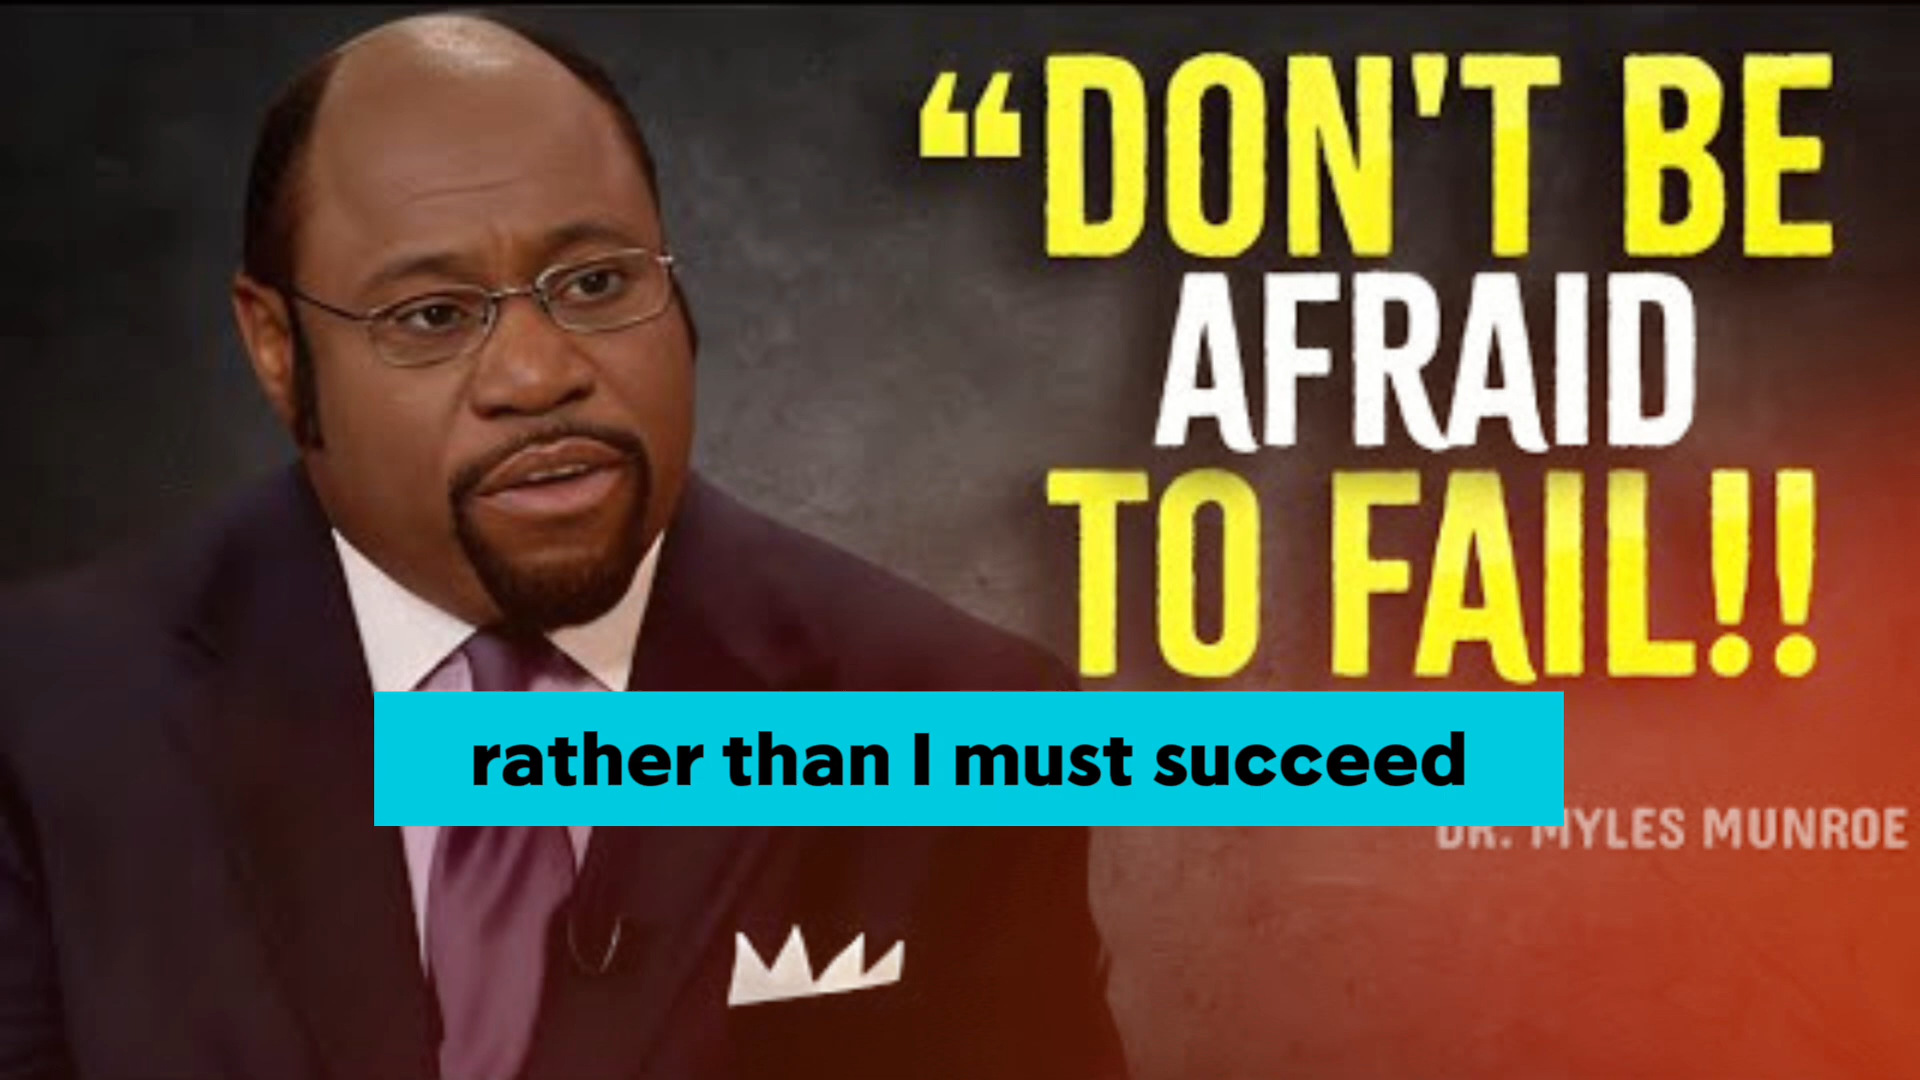 “DON'T BE
AFRAID
TO FAIL!!
rather than I must succeed
DR. MYLES MUNROE